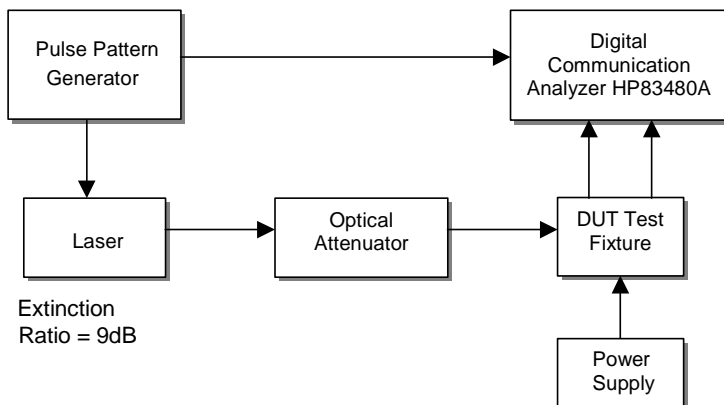 Pulse Pattern
Generator
Digital
Communication
Analyzer HP83480A
Laser
Optical
Attenuator
DUT Test
Fixture
Extinction
Ratio = 9dB
Power
Supply